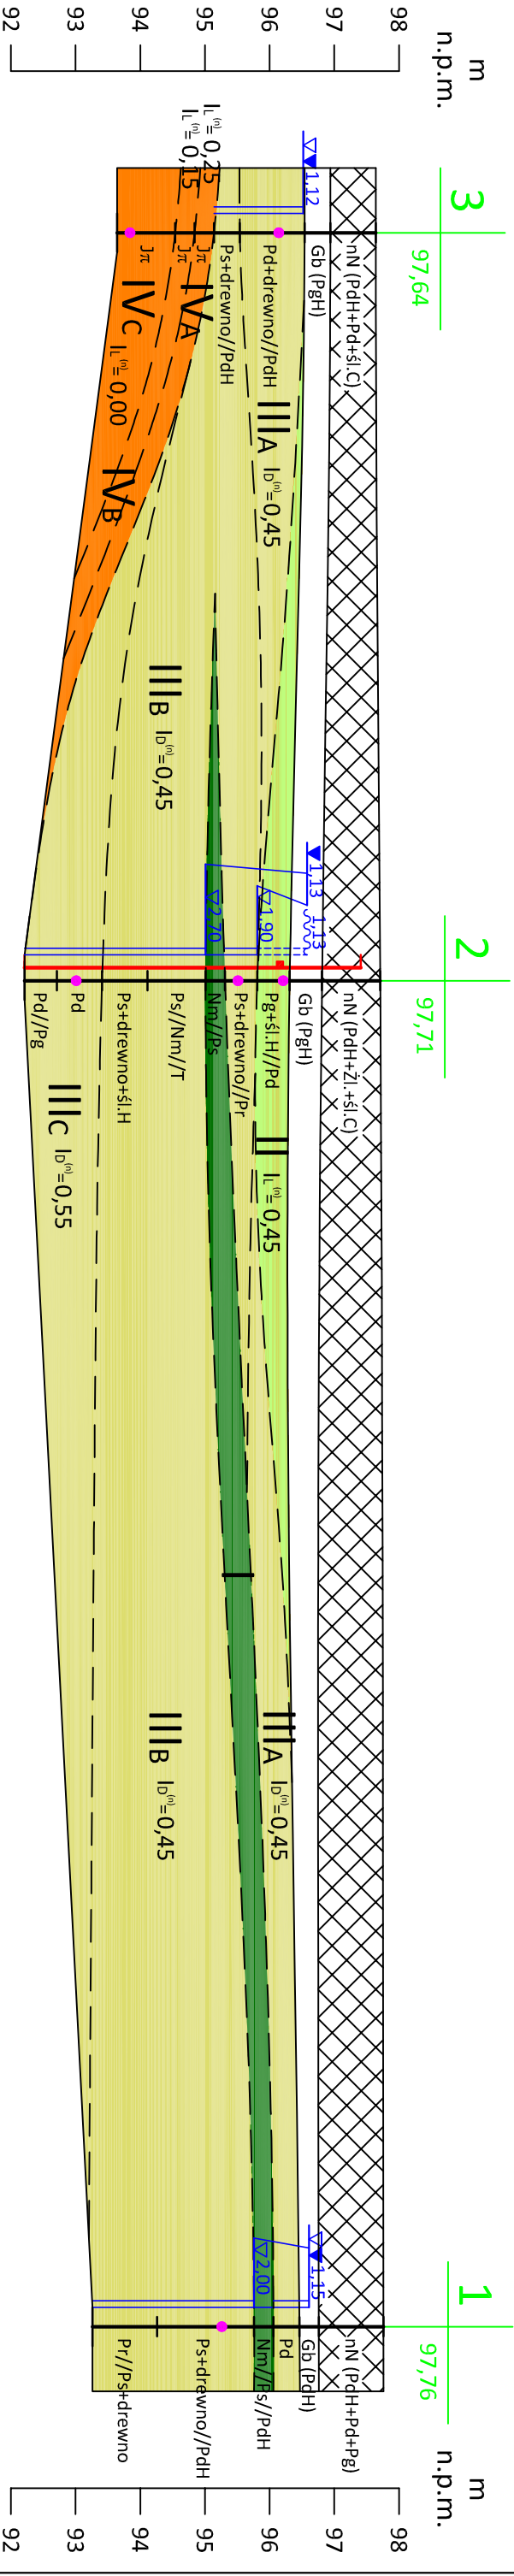 m
n.p.m.
98
97
96
95
94
93
92
3
97,64
nN (PdH+Pd+śl.C)
Gb (PgH)
1,12
Pd+drewno//PdH
Ps+drewno//PdH
Jπ
Jπ
Jπ
IL(n)=0,25
IL(n)=0,15
IVA
IVC IL(n)=0,00
IVB
IIIA ID(n)=0,45
IIIB ID(n)=0,45
2
97,71
nN (PdH+Żl.+śl.C)
Gb (PgH)
1,13
1,13
1,90
2,70
Pg+śl.H//Pd
Ps+drewno//Pr
Nm//Ps
Ps//Nm//T
Ps+drewno+śl.H
Pd
Pd//Pg
II IL(n)=0,45
IIIC ID(n)=0,55
I
IIIA ID(n)=0,45
IIIB ID(n)=0,45
1
97,76
nN (PdH+Pd+Pg)
Gb (PdH)
1,15
2,00
Pd
Nm//Ps//PdH
Ps+drewno//PdH
Pr//Ps+drewno
m
n.p.m.
98
97
96
95
94
93
92